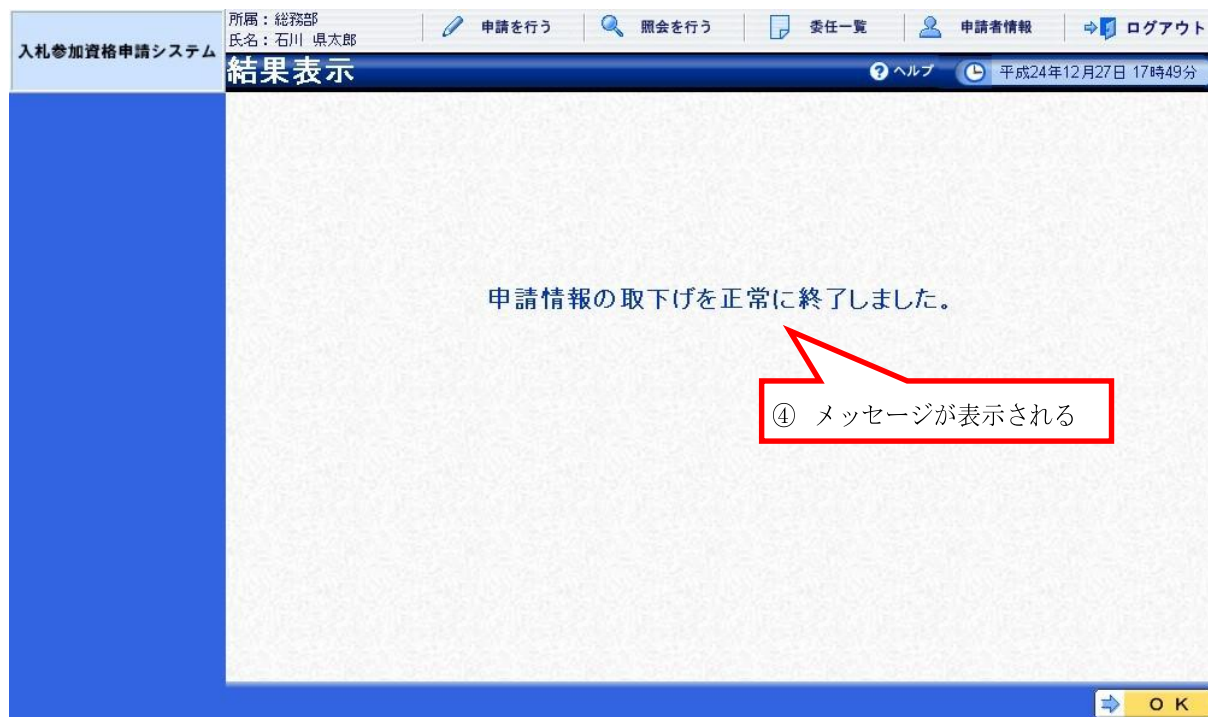 入札参加資格申請システム
所属：総務部
氏名：石川 県太郎
申請を行う
照会を行う
委任一覧
申請者情報
ログアウト
結果表示
ヘルプ
平成24年12月27日 17時49分
申請情報の取下げを正常に終了しました。
④ メッセージが表示される
ＯＫ